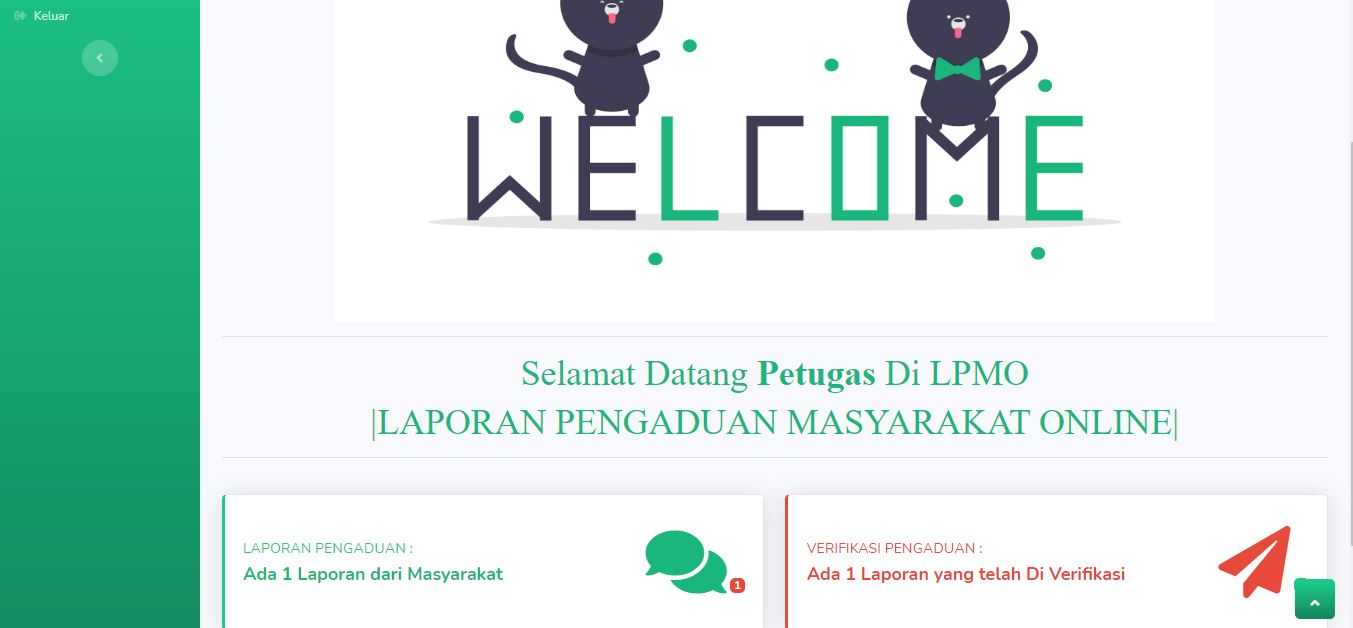 Keluar
WELCOME
Selamat Datang Petugas Di LPMO
|LAPORAN PENGADUAN MASYARAKAT ONLINE|
LAPORAN PENGADUAN :
Ada 1 Laporan dari Masyarakat
1
VERIFIKASI PENGADUAN :
Ada 1 Laporan yang telah Di Verifikasi